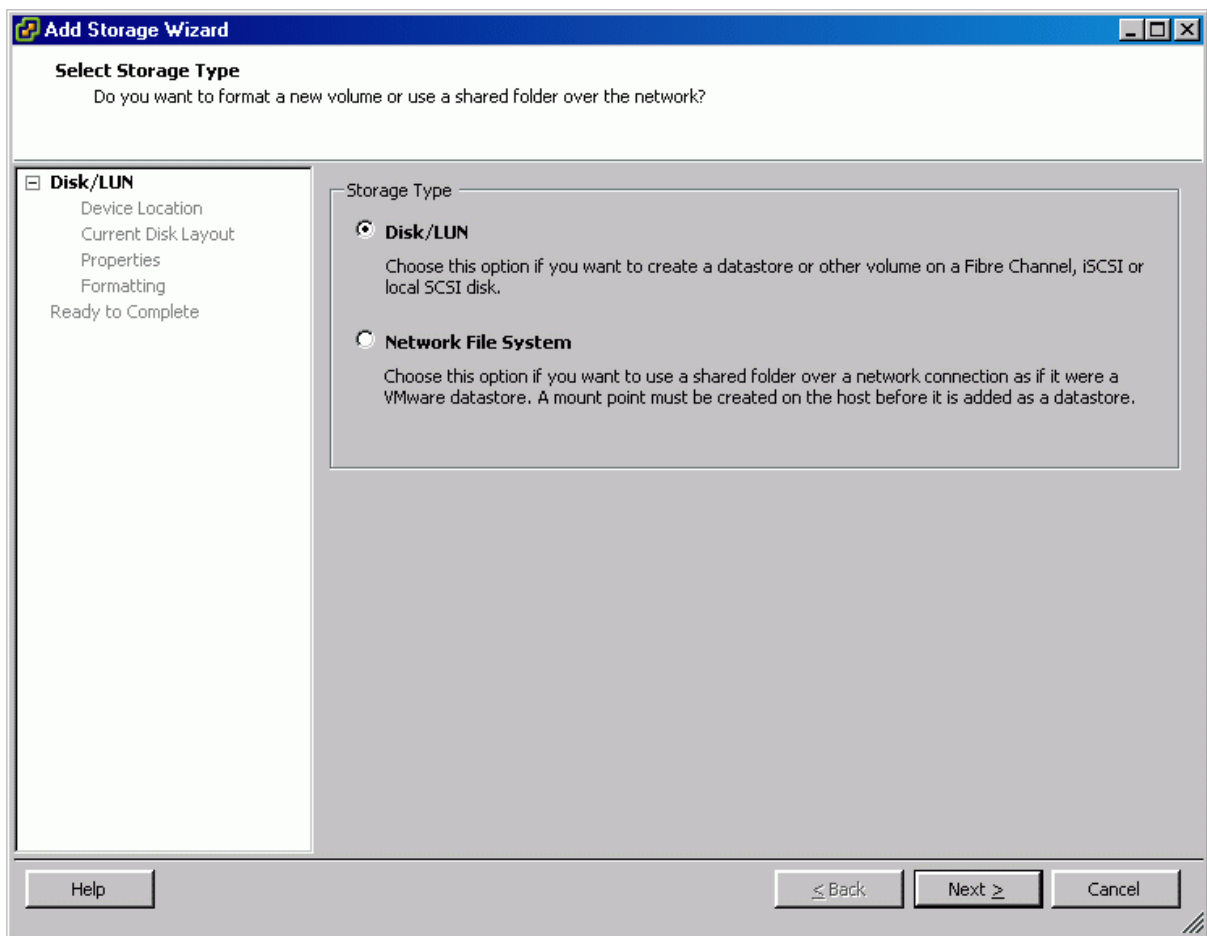 Add Storage Wizard
Select Storage Type
Do you want to format a new volume or use a shared folder over the network?
Disk/LUN
Device Location
Current Disk Layout
Properties
Formatting
Ready to Complete
Storage Type
Disk/LUN
Choose this option if you want to create a datastore or other volume on a Fibre Channel, iSCSI or
local SCSI disk.
Network File System
Choose this option if you want to use a shared folder over a network connection as if it were a
VMware datastore. A mount point must be created on the host before it is added as a datastore.
Help
< Back
Next >
Cancel